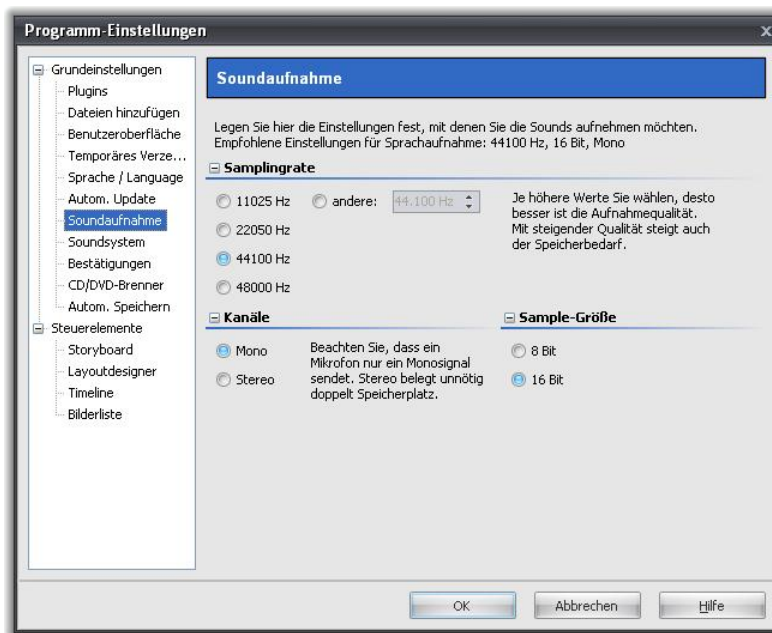 Programm-Einstellungen
x
Grundeinstellungen
Plugins
Dateien hinzufügen
Benutzeroberfläche
Temporäres Verze...
Sprache / Language
Autom. Update
Soundaufnahme
Soundsystem
Bestätigungen
CD/DVD-Brenner
Autom. Speichern
Steuerelemente
Storyboard
Layoutdesigner
Timeline
Bilderliste
Soundaufnahme
Legen Sie hier die Einstellungen fest, mit denen Sie die Sounds aufnehmen möchten.
Empfohlene Einstellungen für Sprachaufnahme: 44100 Hz, 16 Bit, Mono
Samplingrate
11025 Hz
andere:
44.100 Hz
22050 Hz
44100 Hz
48000 Hz
Je höhere Werte Sie wählen, desto
besser ist die Aufnahmequalität.
Mit steigender Qualität steigt auch
der Speicherbedarf.
Kanäle
Mono
Stereo
Beachten Sie, dass ein
Mikrofon nur ein Monosignal
sendet. Stereo belegt unnötig
doppelt Speicherplatz.
Sample-Größe
8 Bit
16 Bit
OK
Abbrechen
Hilfe